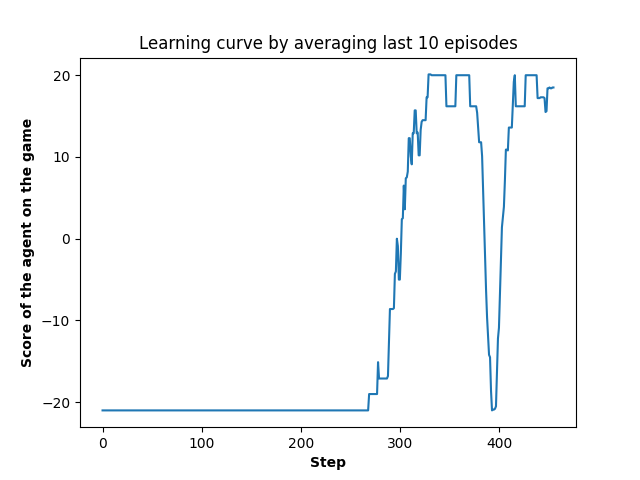 Learning curve by averaging last 10 episodes
20
10
0
−10
−20
Score of the agent on the game
0 100 200 300 400
Step